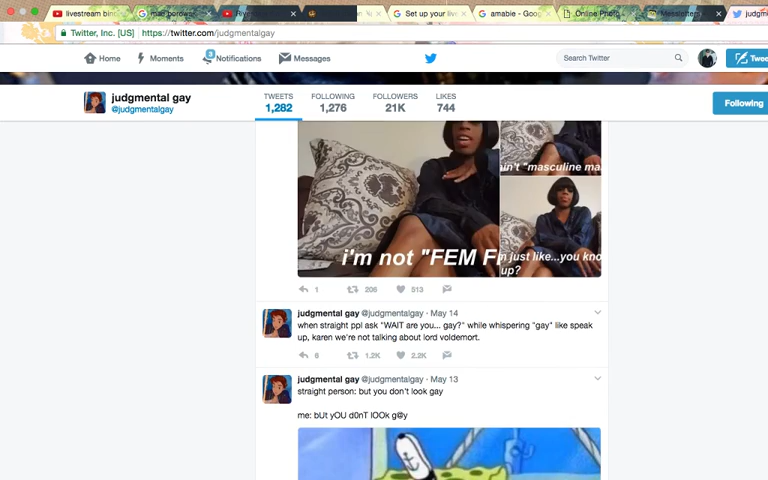 livestream bin
Set up your live
amabie - Goo
Online Photo
Twitter, Inc. [US] https://twitter.com/judgmentalgay
Home Moments 3 Notifications Messages Search Twitter Twee
judgmental gay
@judgmentalgay
TWEETS FOLLOWING FOLLOWERS LIKES
1,282 1,276 21K 744
Following
in't "masculine ma
i'm not "FEM F
just like...you kno
up?
1 206 513
judgmental gay @judgmentalgay · May 14
when straight ppl ask "WAIT are you... gay?" while whispering "gay" like speak
up, karen we're not talking about lord voldemort.
6 1.2K 2.2K
judgmental gay @judgmentalgay · May 13
straight person: but you don't look gay
me: bUt yOU d0nT lOOk g@y